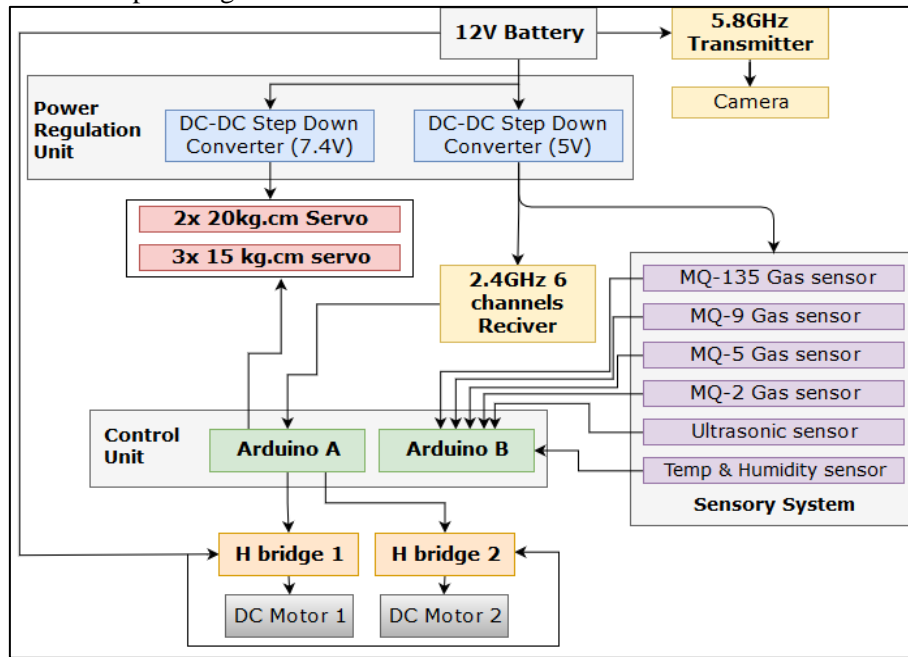 12V Battery
5.8GHz
Transmitter
Camera
Power
Regulation
Unit
DC-DC Step Down
Converter (7.4V)
DC-DC Step Down
Converter (5V)
2x 20kg.cm Servo
3x 15 kg.cm servo
2.4GHz 6
channels
Reciver
MQ-135 Gas sensor
MQ-9 Gas sensor
MQ-5 Gas sensor
MQ-2 Gas sensor
Ultrasonic sensor
Temp & Humidity sensor
Sensory System
Control
Unit
Arduino A
Arduino B
H bridge 1
H bridge 2
DC Motor 1
DC Motor 2